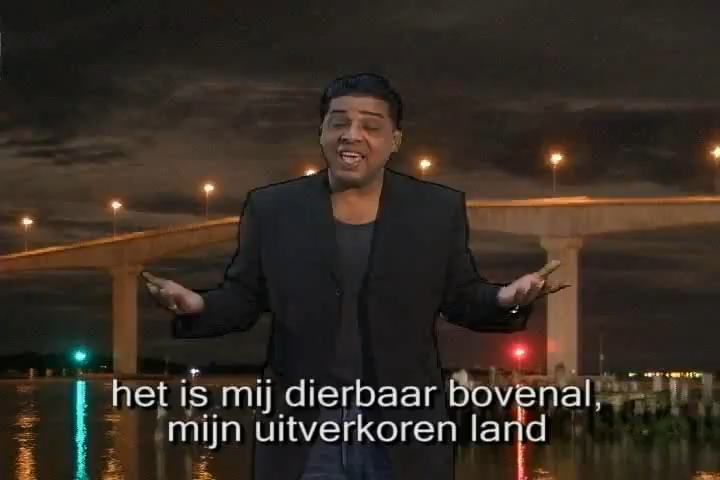 het is mij dierbaar bovenal,
mijn uitverkoren land